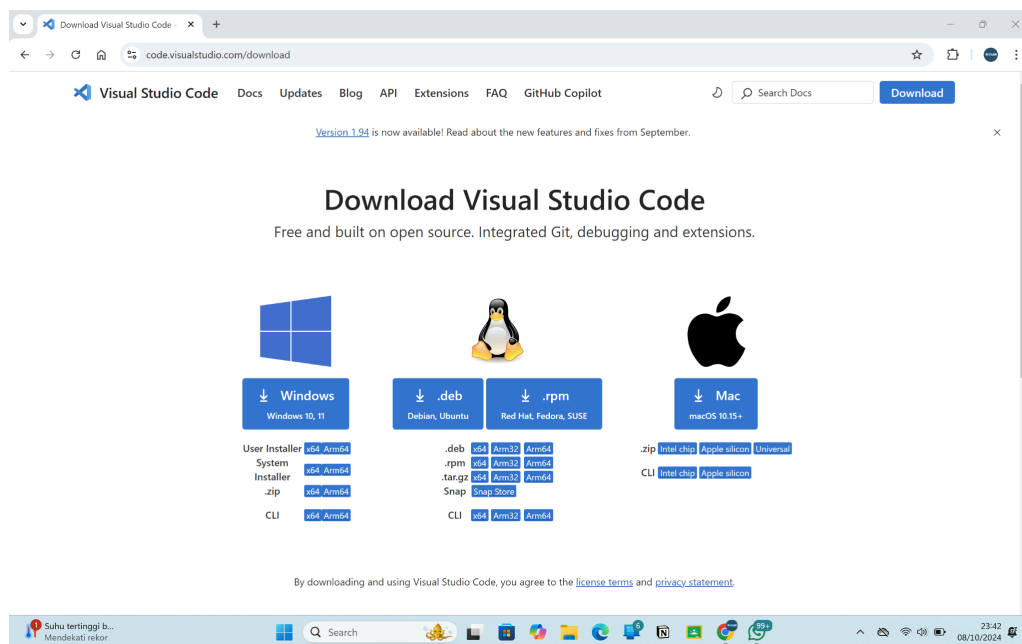 Download Visual Studio Code -
code.visualstudio.com/download
Visual Studio Code Docs Updates Blog API Extensions FAQ GitHub Copilot Search Docs Download
Version 1.94 is now available! Read about the new features and fixes from September.
Download Visual Studio Code
Free and built on open source. Integrated Git, debugging and extensions.
Windows
Windows 10, 11
.deb
Debian, Ubuntu
.rpm
Red Hat, Fedora, SUSE
Mac
macOS 10.15+
User Installer x64 Arm64
System
Installer x64 Arm64
.zip x64 Arm64
CLI x64 Arm64
.deb x64 Arm32 Arm64
.rpm x64 Arm32 Arm64
.tar.gz x64 Arm32 Arm64
Snap Snap Store
CLI x64 Arm32 Arm64
.zip Intel chip Apple silicon Universal
CLI Intel chip Apple silicon
By downloading and using Visual Studio Code, you agree to the license terms and privacy statement.
1
Suhu tertinggi b...
Mendekati rekor
Search
6
99+
23:42
08/10/2024